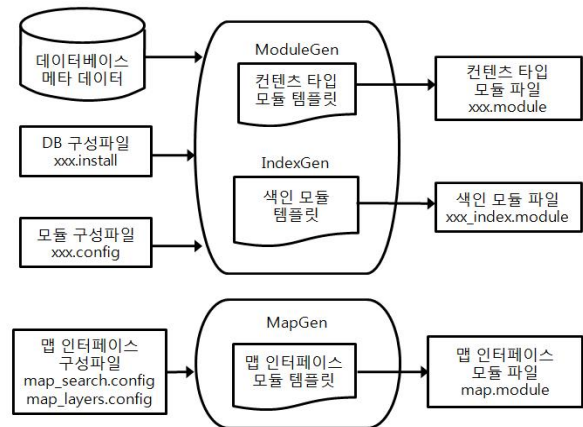 데이터베이스
메타 데이터
DB 구성파일
xxx.install
모듈 구성파일
xxx.config
ModuleGen
컨텐츠 타입
모듈 템플릿
IndexGen
색인 모듈
템플릿
컨텐츠 타입
모듈 파일
xxx.module
색인 모듈 파일
xxx_index.module
맵 인터페이스
구성파일
map_search.config
map_layers.config
MapGen
맵 인터페이스
모듈 템플릿
맵 인터페이스
모듈 파일
map.module